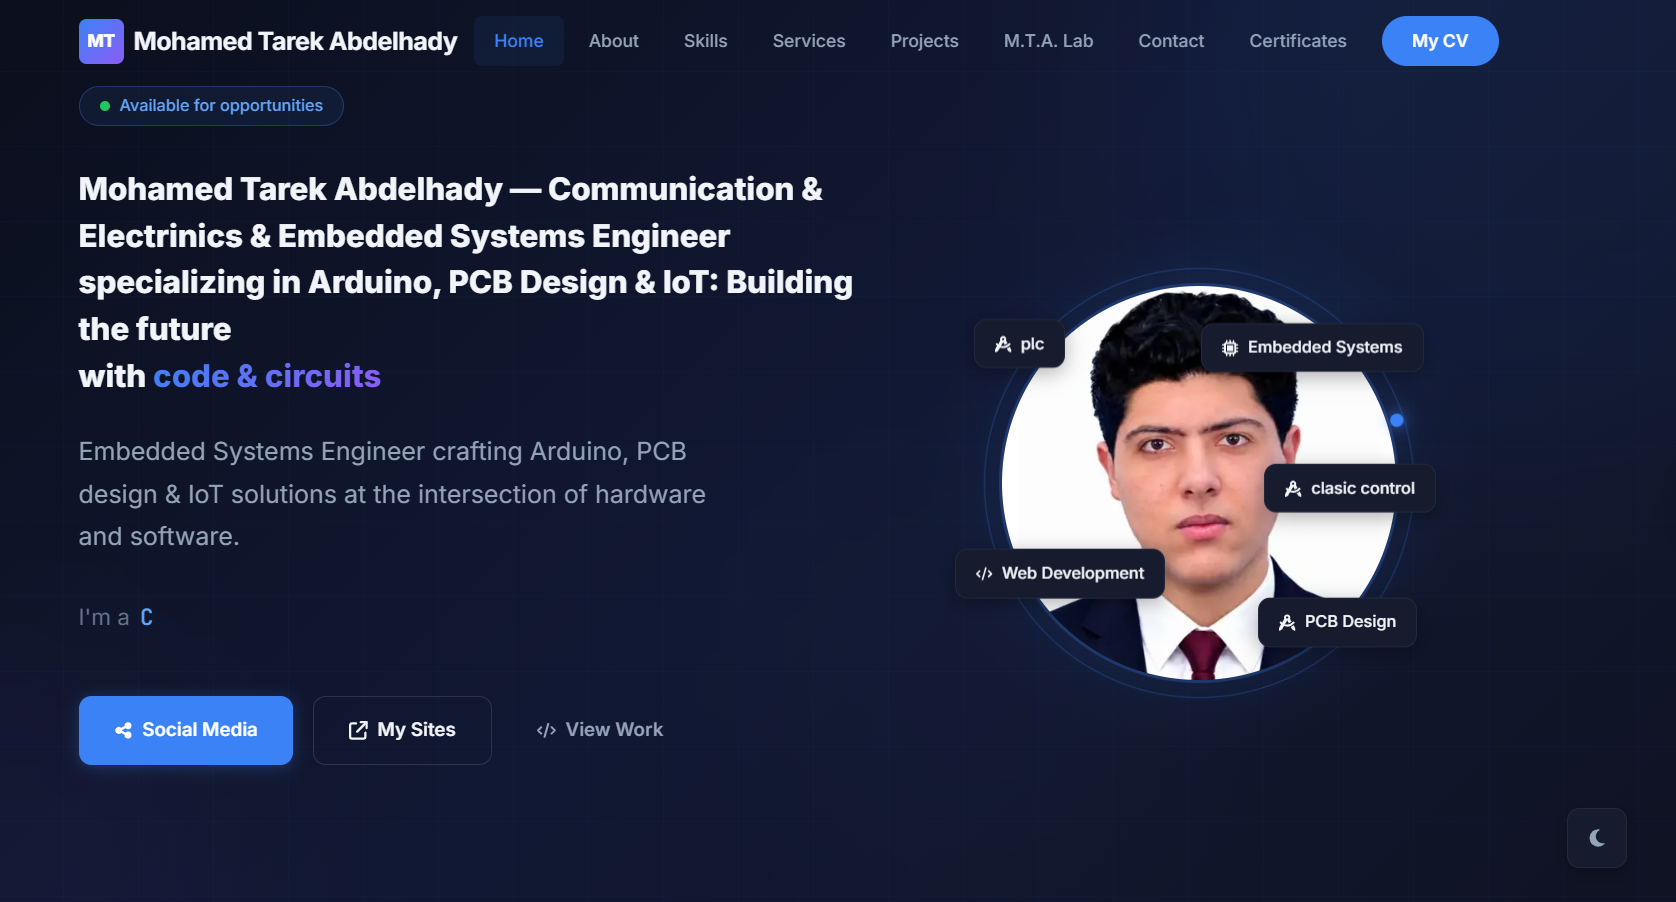 MT Mohamed Tarek Abdelhady Home About Skills Services Projects M.T.A. Lab Contact Certificates My CV
Available for opportunities
Mohamed Tarek Abdelhady — Communication &
Electrinics & Embedded Systems Engineer
specializing in Arduino, PCB Design & IoT: Building
the future
with code & circuits
Embedded Systems Engineer crafting Arduino, PCB
design & IoT solutions at the intersection of hardware
and software.
I'm a C
Social Media My Sites View Work
plc
Embedded Systems
clasic control
Web Development
PCB Design